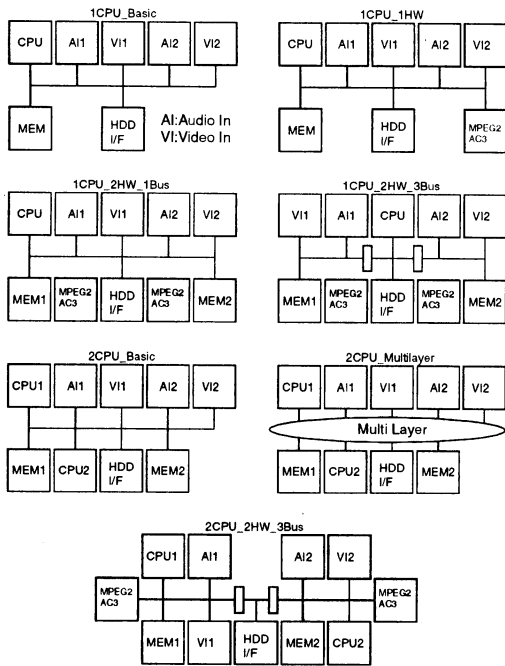 1CPU_Basic
CPU AI1 VI1 AI2 VI2
MEM HDD I/F
AI:Audio In
VI:Video In
1CPU_1HW
CPU AI1 VI1 AI2 VI2
MEM HDD I/F MPEG2 AC3
1CPU_2HW_1Bus
CPU AI1 VI1 AI2 VI2
MEM1 MPEG2 AC3 HDD I/F MPEG2 AC3 MEM2
1CPU_2HW_3Bus
VI1 AI1 CPU AI2 VI2
MEM1 MPEG2 AC3 HDD I/F MPEG2 AC3 MEM2
2CPU_Basic
CPU1 AI1 VI1 AI2 VI2
MEM1 CPU2 HDD I/F MEM2
2CPU_Multilayer
CPU1 AI1 VI1 AI2 VI2
Multi Layer
MEM1 CPU2 HDD I/F MEM2
2CPU_2HW_3Bus
CPU1 AI1 AI2 VI2
MPEG2 AC3 MPEG2 AC3
MEM1 VI1 HDD I/F MEM2 CPU2